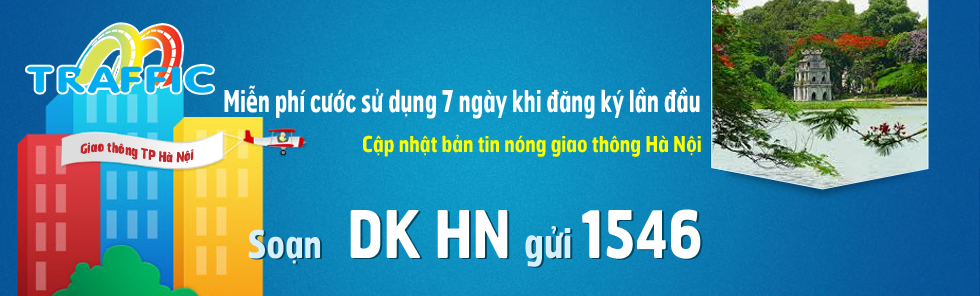 TRAFFIC
Miễn phí cước sử dụng 7 ngày khi đăng ký lần đầu
Giao thông TP Hà Nội
Cập nhật bản tin nóng giao thông Hà Nội
Soạn DK HN gửi 1546